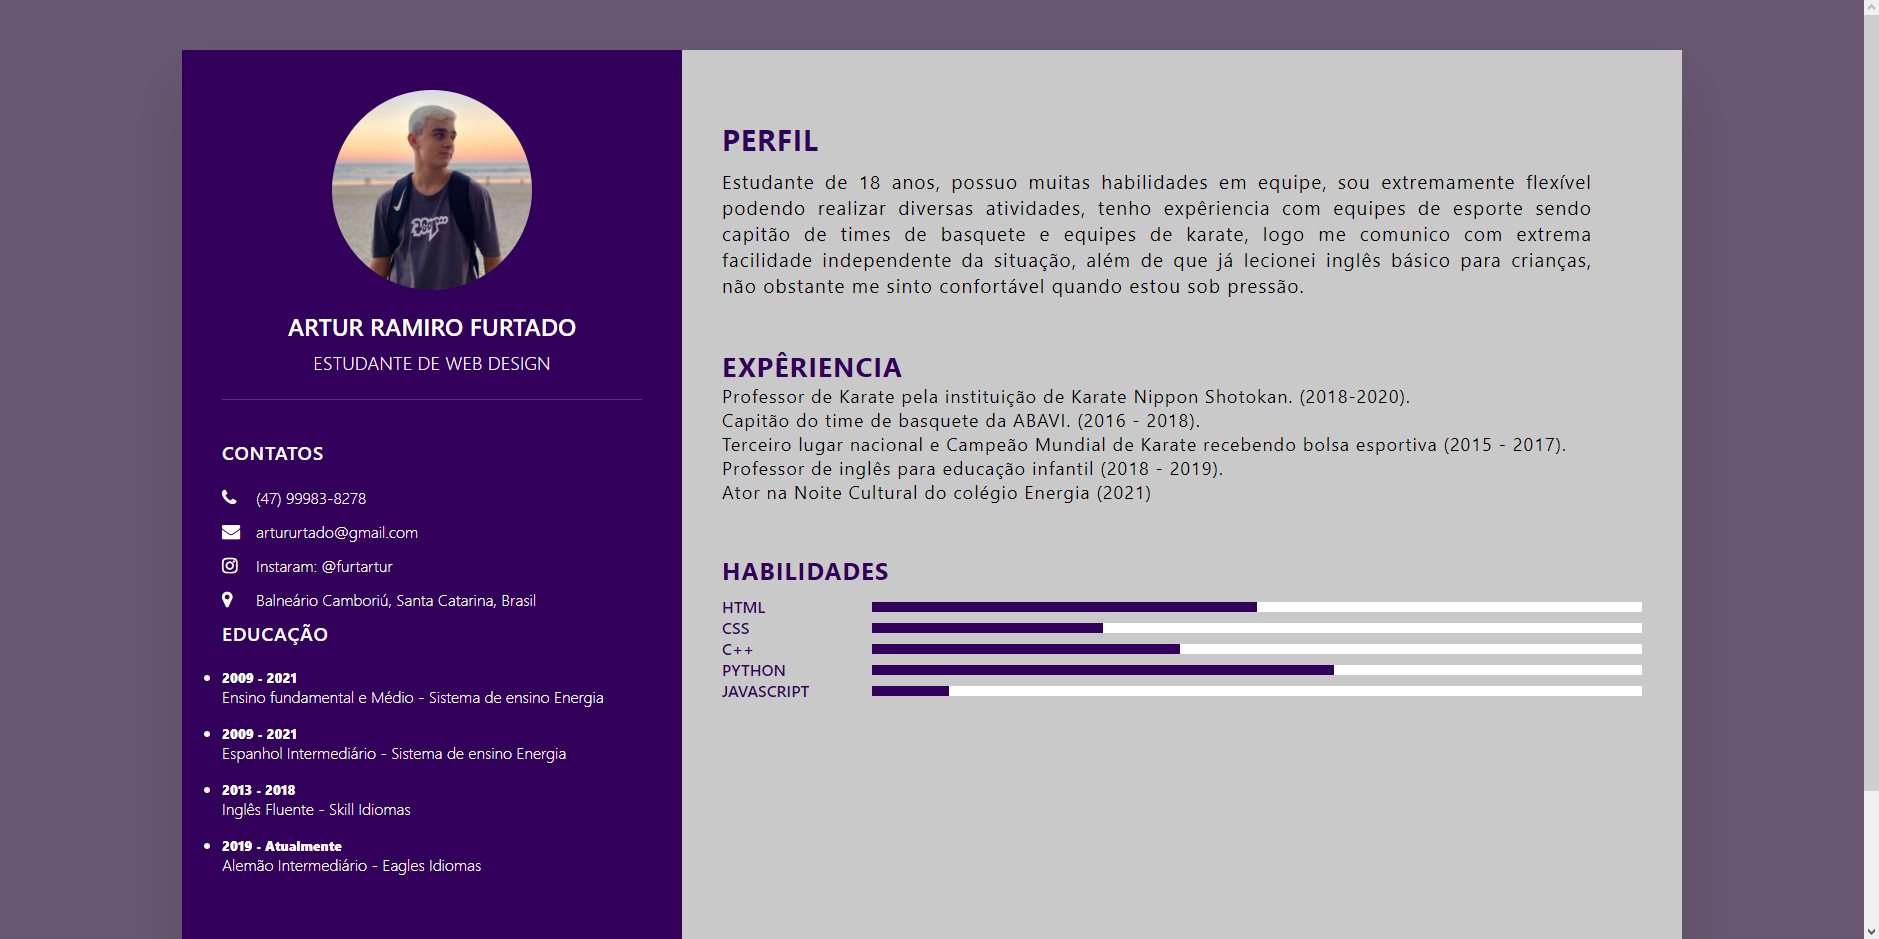 ARTUR RAMIRO FURTADO
ESTUDANTE DE WEB DESIGN
CONTATOS
(47) 99983-8278
artururtado@gmail.com
Instaram: @furtartur
Balneário Camboriú, Santa Catarina, Brasil
EDUCAÇÃO
2009 - 2021
Ensino fundamental e Médio - Sistema de ensino Energia
2009 - 2021
Espanhol Intermediário - Sistema de ensino Energia
2013 - 2018
Inglês Fluente - Skill Idiomas
2019 - Atualmente
Alemão Intermediário - Eagles Idiomas
PERFIL
Estudante de 18 anos, possuo muitas habilidades em equipe, sou extremamente flexível
podendo realizar diversas atividades, tenho expêriencia com equipes de esporte sendo
capitão de times de basquete e equipes de karate, logo me comunico com extrema
facilidade independente da situação, além de que já lecionei inglês básico para crianças,
não obstante me sinto confortável quando estou sob pressão.
EXPÊRIENCIA
Professor de Karate pela instituição de Karate Nippon Shotokan. (2018-2020).
Capitão do time de basquete da ABAVI. (2016 - 2018).
Terceiro lugar nacional e Campeão Mundial de Karate recebendo bolsa esportiva (2015 - 2017).
Professor de inglês para educação infantil (2018 - 2019).
Ator na Noite Cultural do colégio Energia (2021)
HABILIDADES
HTML
CSS
C++
PYTHON
JAVASCRIPT